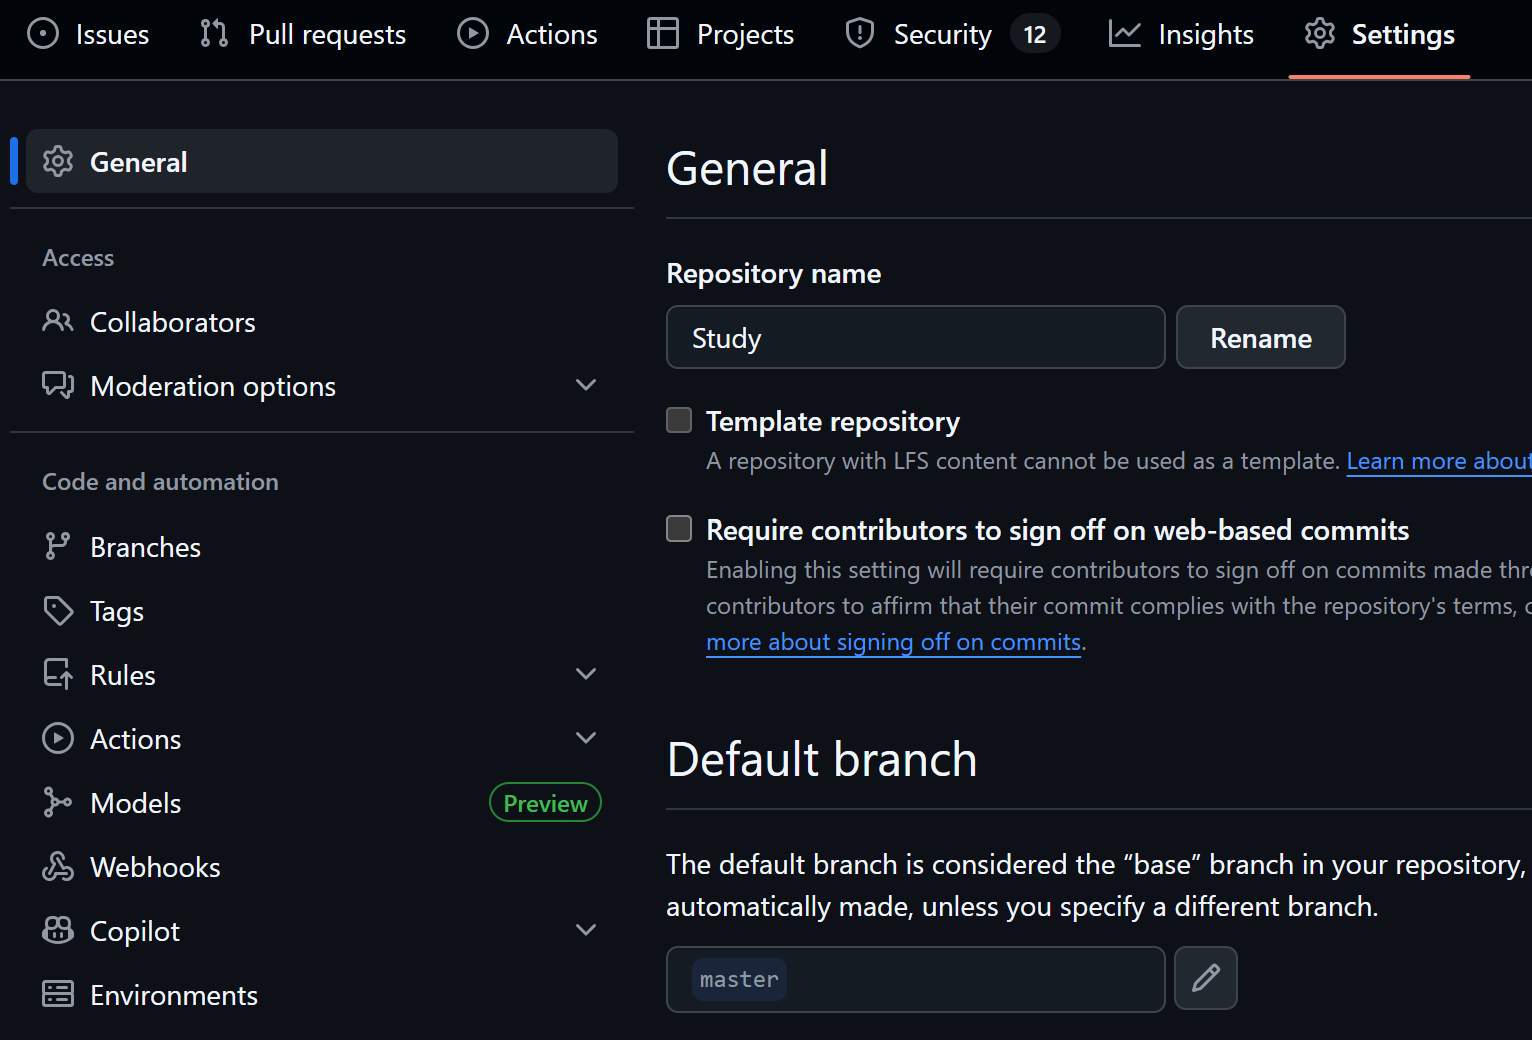 Issues
Pull requests
Actions
Projects
Security 12
Insights
Settings
General
Access
Collaborators
Moderation options
Code and automation
Branches
Tags
Rules
Actions
Models Preview
Webhooks
Copilot
Environments
General
Repository name
Study Rename
Template repository
A repository with LFS content cannot be used as a template. Learn more about
Require contributors to sign off on web-based commits
Enabling this setting will require contributors to sign off on commits made
contributors to affirm that their commit complies with the repository's terms,
more about signing off on commits.
Default branch
The default branch is considered the “base” branch in your repository,
automatically made, unless you specify a different branch.
master